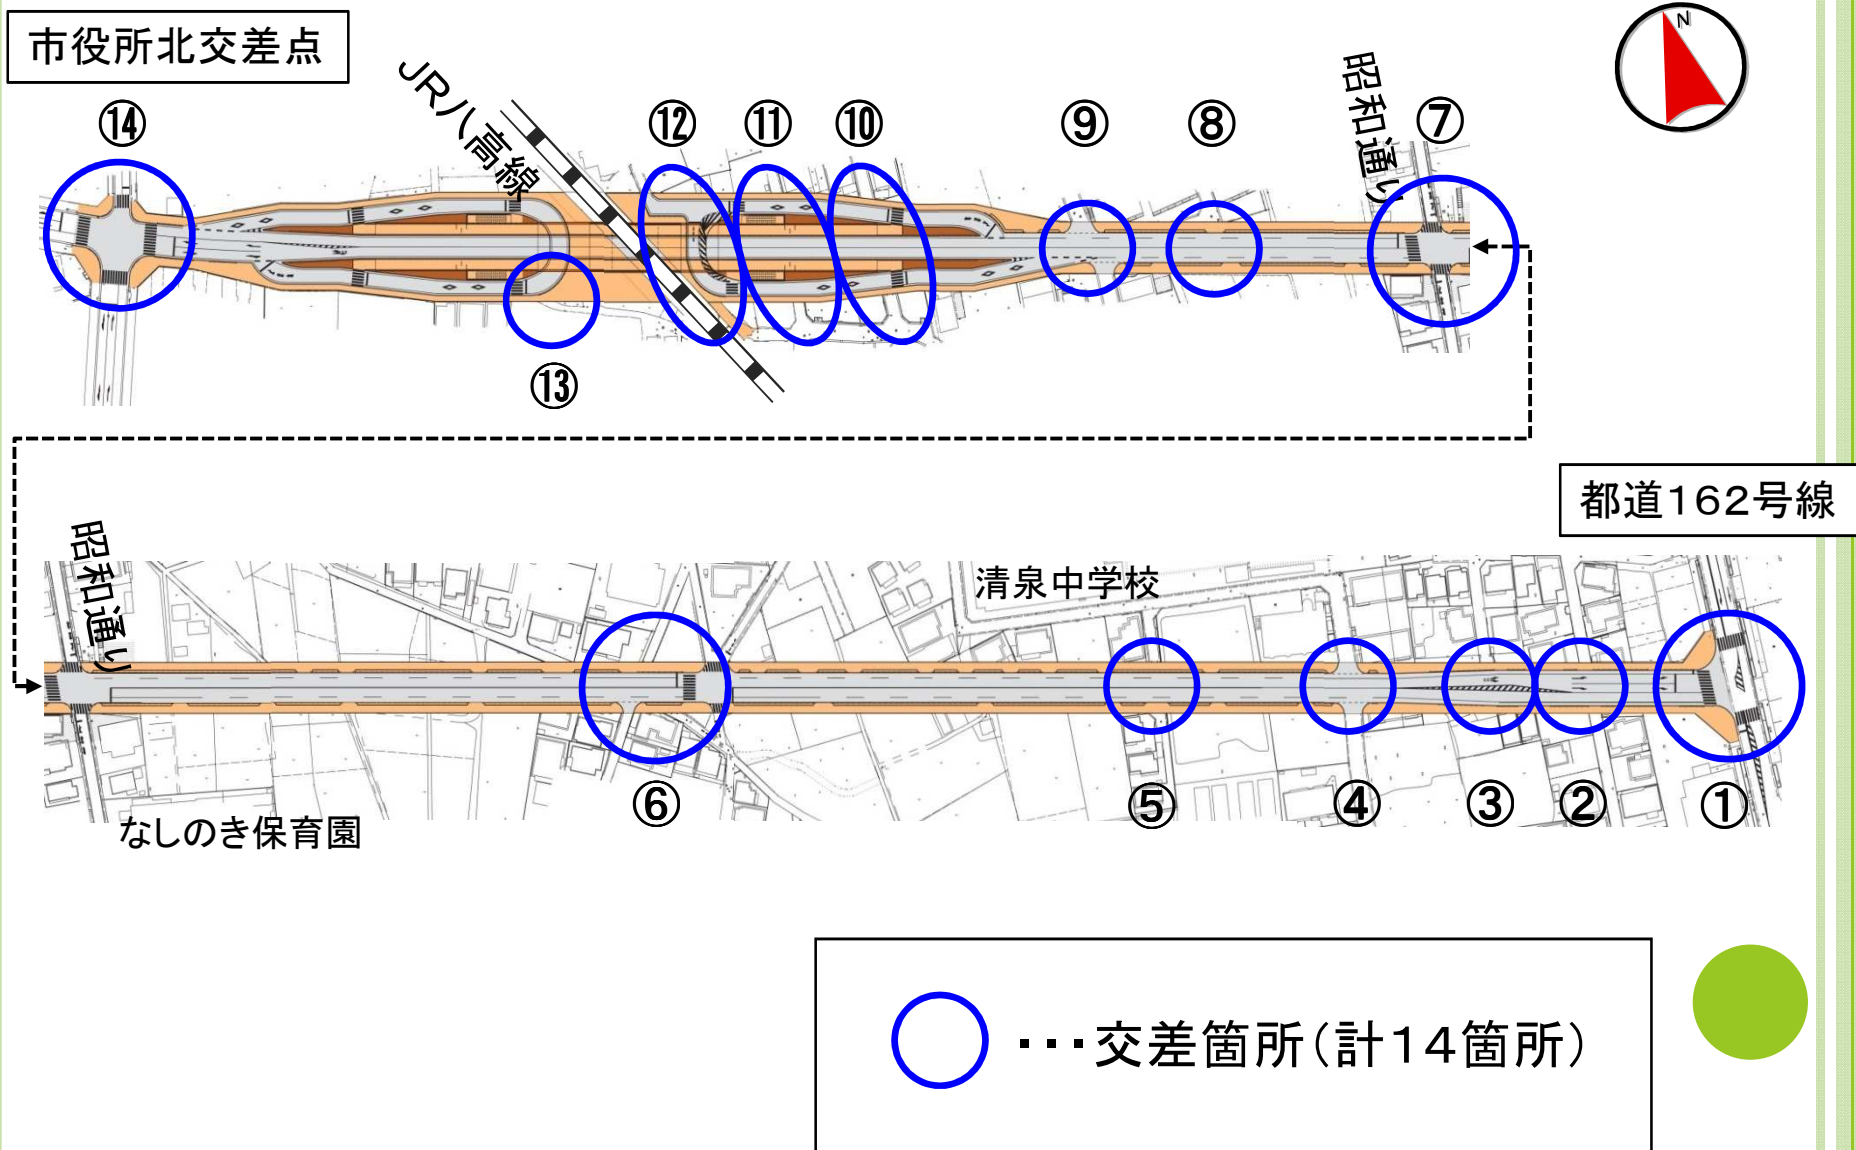 市役所北交差点
N
JR八高線
昭和通り
⑭
⑫
⑪
⑩
⑨
⑧
⑦
⑬
都道162号線
昭和通り
清泉中学校
⑥
⑤
④
③
②
①
なしのき保育園
･･･交差箇所(計14箇所)